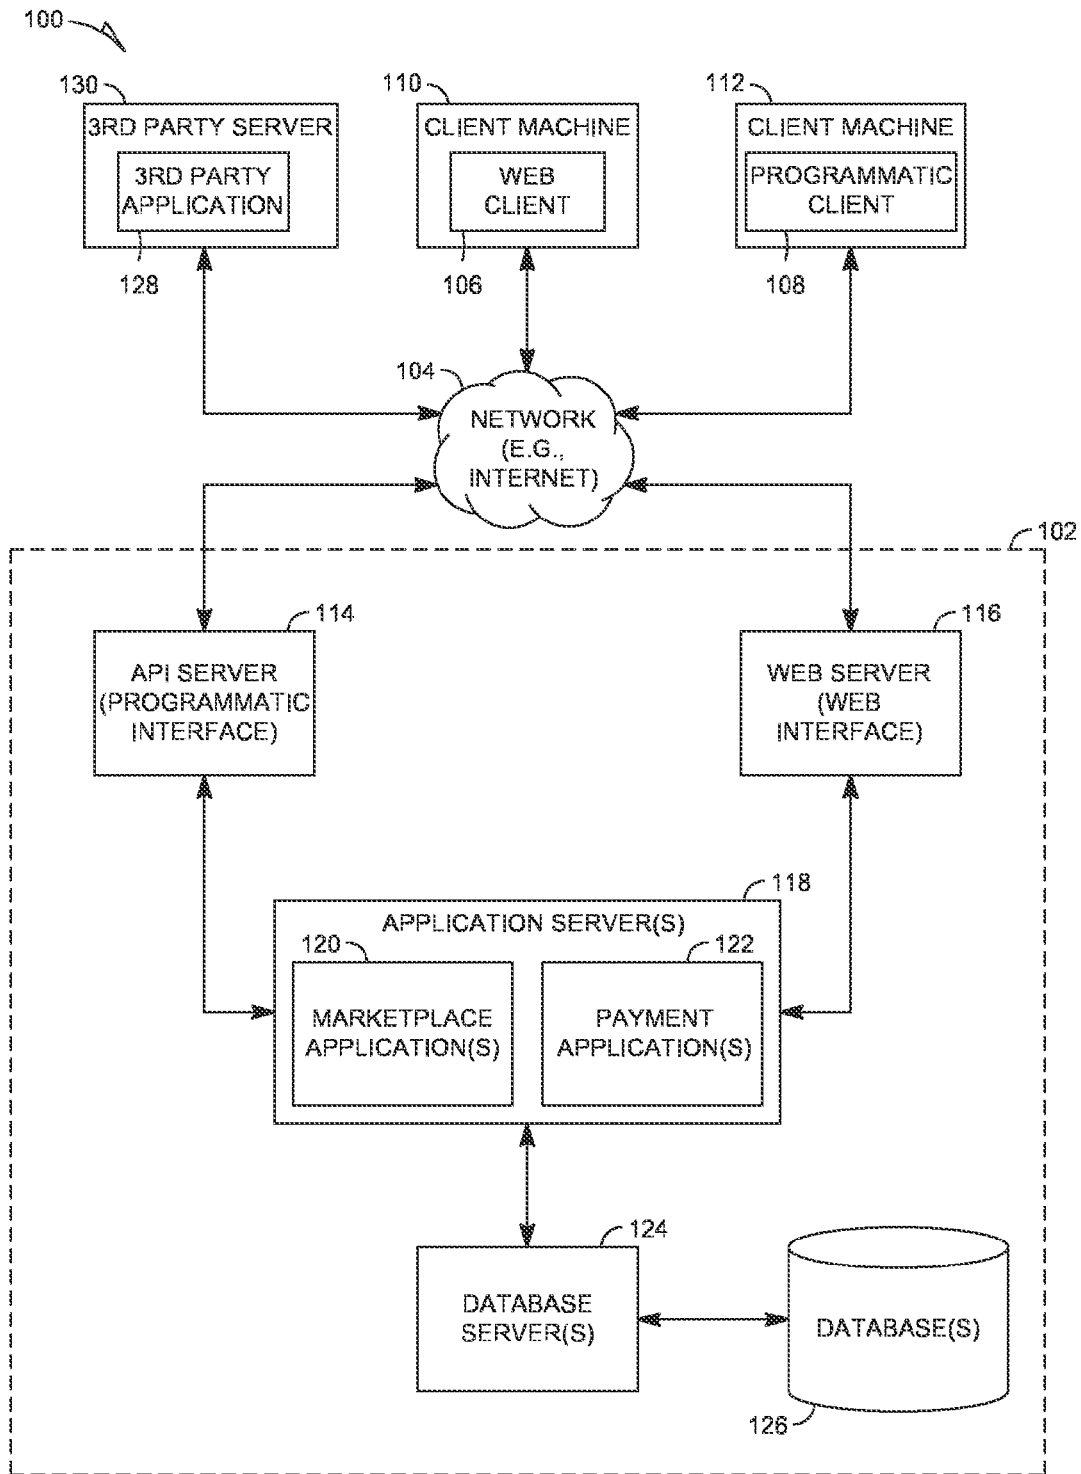 100
130
110
112
3RD PARTY SERVER
3RD PARTY
APPLICATION
128
CLIENT MACHINE
WEB
CLIENT
106
CLIENT MACHINE
PROGRAMMATIC
CLIENT
108
104
NETWORK
(E.G.,
INTERNET)
102
114
API SERVER
(PROGRAMMATIC
INTERFACE)
116
WEB SERVER
(WEB
INTERFACE)
118
APPLICATION SERVER(S)
120
MARKETPLACE
APPLICATION(S)
122
PAYMENT
APPLICATION(S)
124
DATABASE
SERVER(S)
DATABASE(S)
126